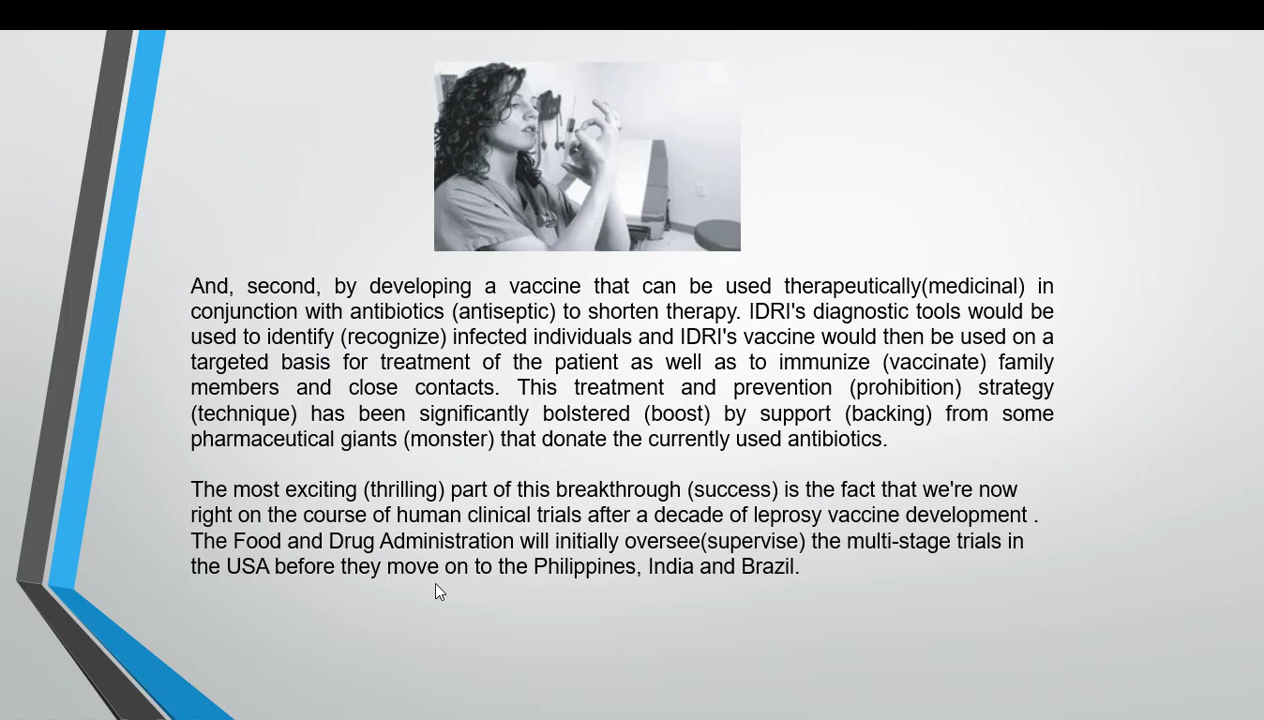 And, second, by developing a vaccine that can be used therapeutically(medicinal) in
conjunction with antibiotics (antiseptic) to shorten therapy. IDRI's diagnostic tools would be
used to identify (recognize) infected individuals and IDRI's vaccine would then be used on a
targeted basis for treatment of the patient as well as to immunize (vaccinate) family
members and close contacts. This treatment and prevention (prohibition) strategy
(technique) has been significantly bolstered (boost) by support (backing) from some
pharmaceutical giants (monster) that donate the currently used antibiotics.
The most exciting (thrilling) part of this breakthrough (success) is the fact that we're now
right on the course of human clinical trials after a decade of leprosy vaccine development .
The Food and Drug Administration will initially oversee(supervise) the multi-stage trials in
the USA before they move on to the Philippines, India and Brazil.